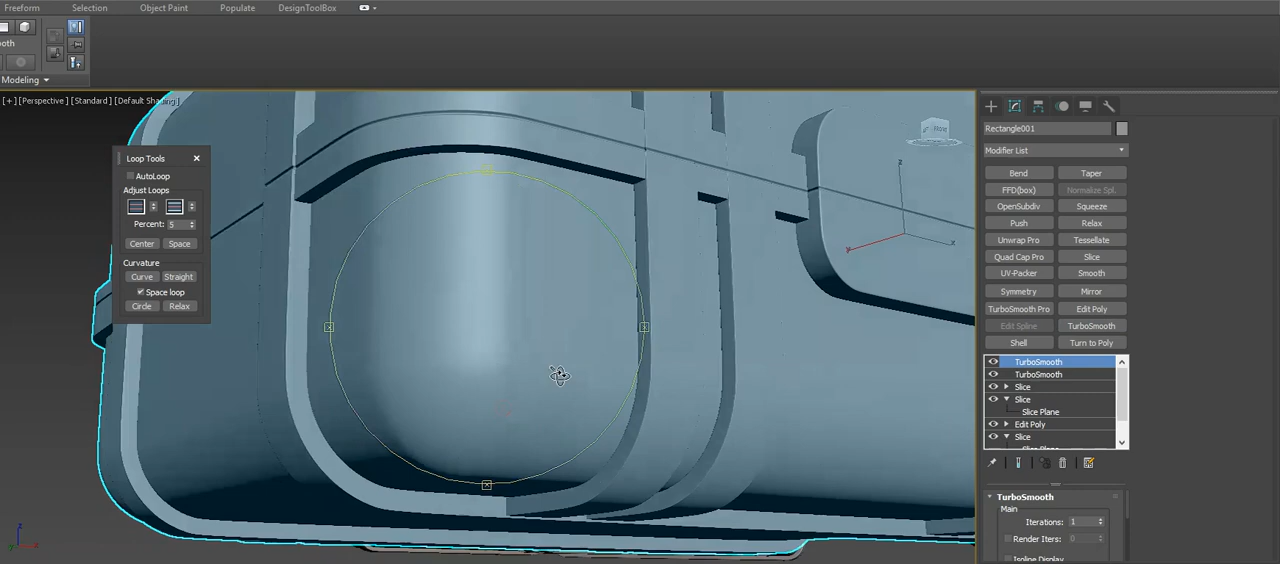 Freeform Selection Object Paint Populate DesignToolBox
Modeling
[+] [Perspective] [Standard] [Default Shading]
Loop Tools
AutoLoop
Adjust Loops
Percent: 5
Center Space
Curvature
Curve Straight
Space loop
Circle Relax
FRONT
z
x
y
Rectangle001
Modifier List
Bend Taper
FFD(box) Normalize Spl.
OpenSubdiv Squeeze
Push Relax
Unwrap Pro Tessellate
Quad Cap Pro Slice
UV-Packer Smooth
Symmetry Mirror
TurboSmooth Pro Edit Poly
Edit Spline TurboSmooth
Shell Turn to Poly
TurboSmooth
TurboSmooth
Slice
Slice
Slice Plane
Edit Poly
Slice
TurboSmooth
Main
Iterations: 1
Render Iters: 0
Isoline Display
z
x
y